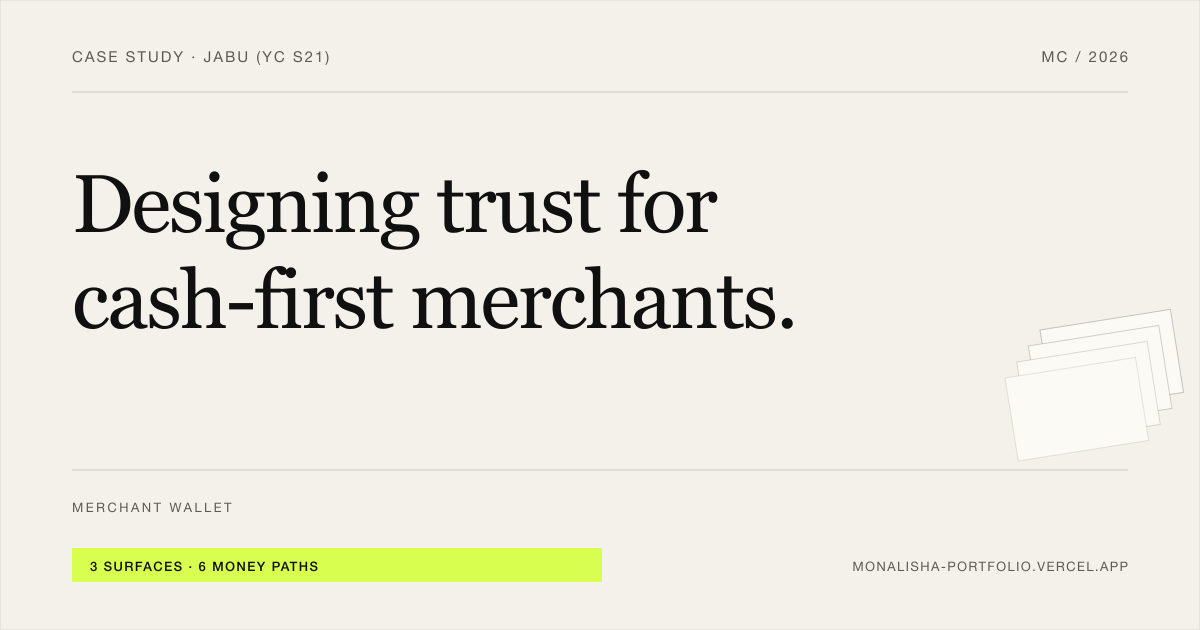 CASE STUDY · JABU (YC S21)
MC / 2026
Designing trust for
cash-first merchants.
MERCHANT WALLET
3 SURFACES · 6 MONEY PATHS
MONALISHA-PORTFOLIO.VERCEL.APP